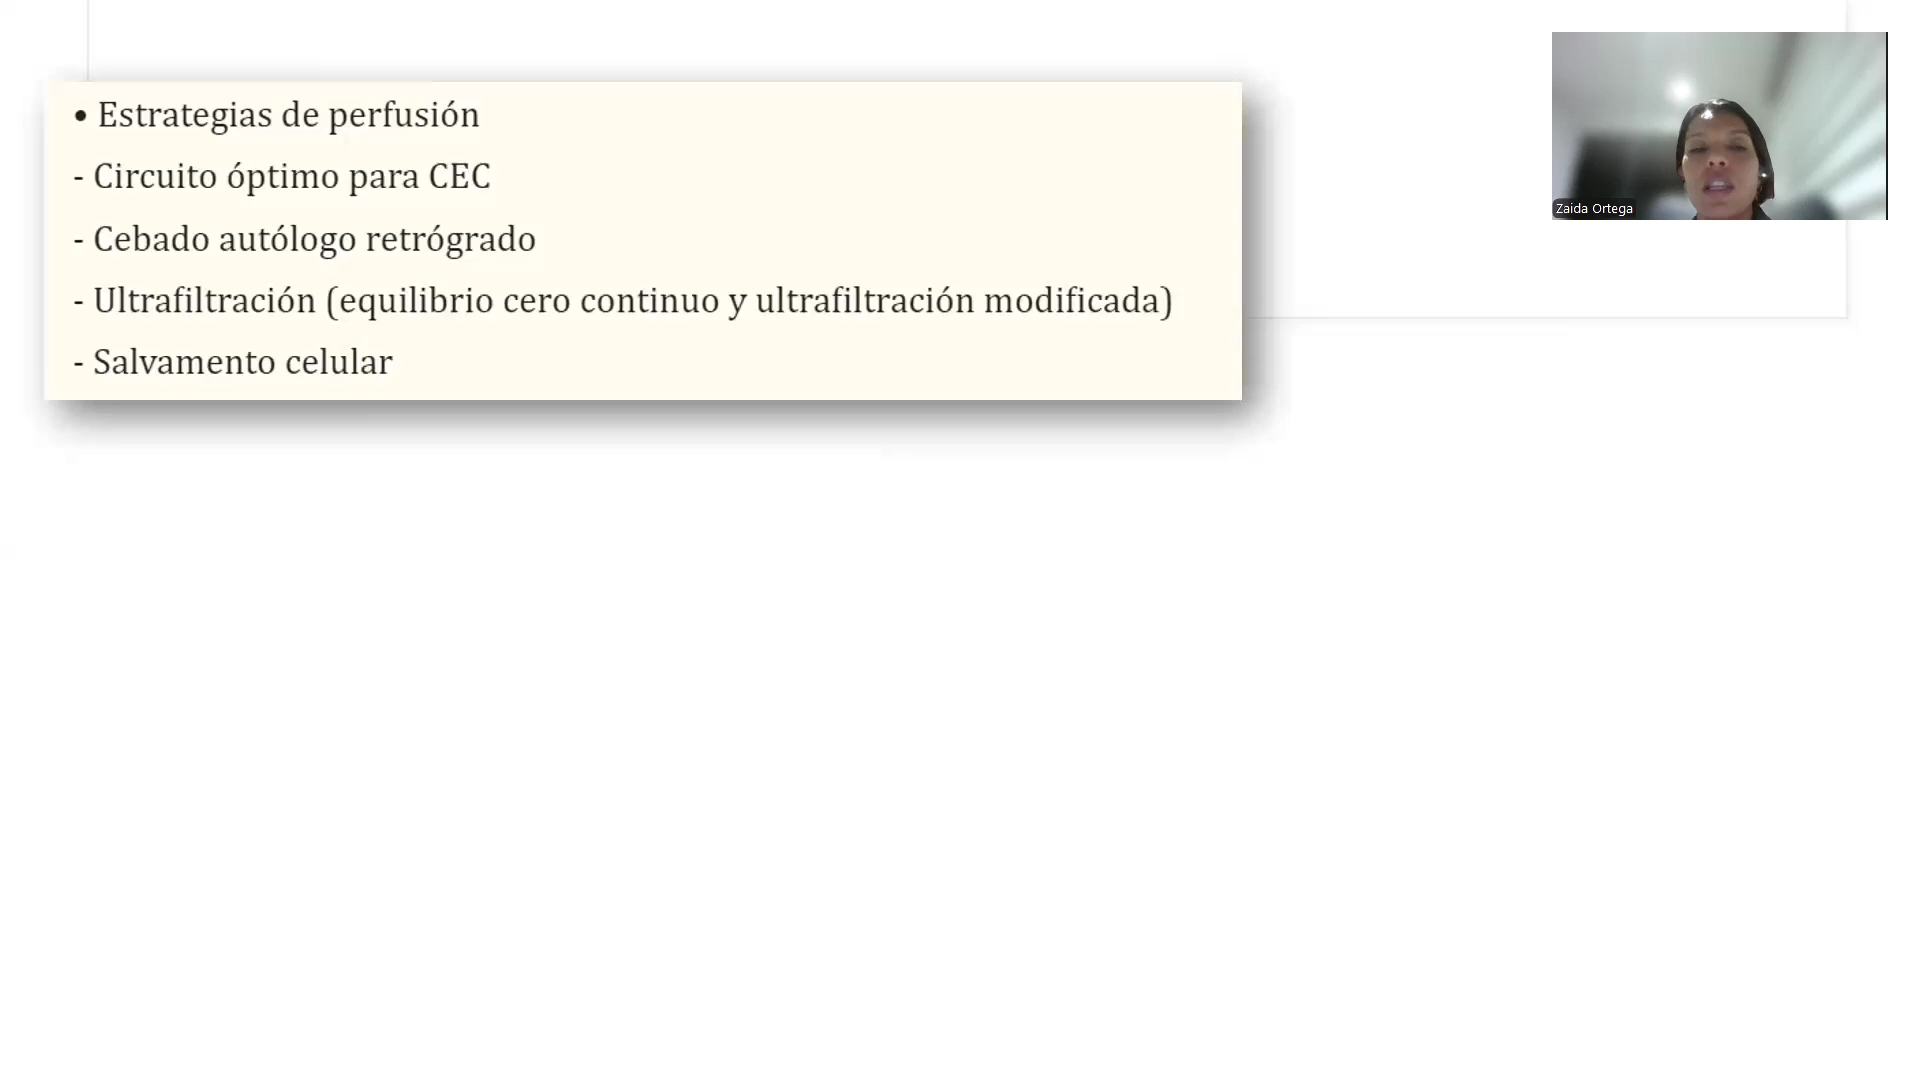 • Estrategias de perfusión
- Circuito óptimo para CEC
- Cebado autólogo retrógrado
- Ultrafiltración (equilibrio cero continuo y ultrafiltración modificada)
- Salvamento celular
Zaida Ortega